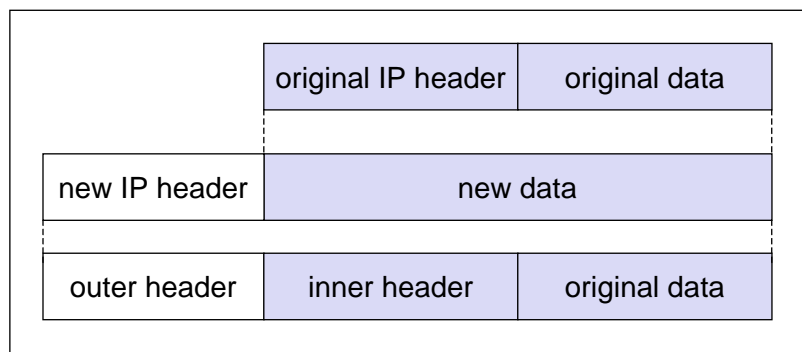 original IP header original data
new IP header new data
outer header inner header original data